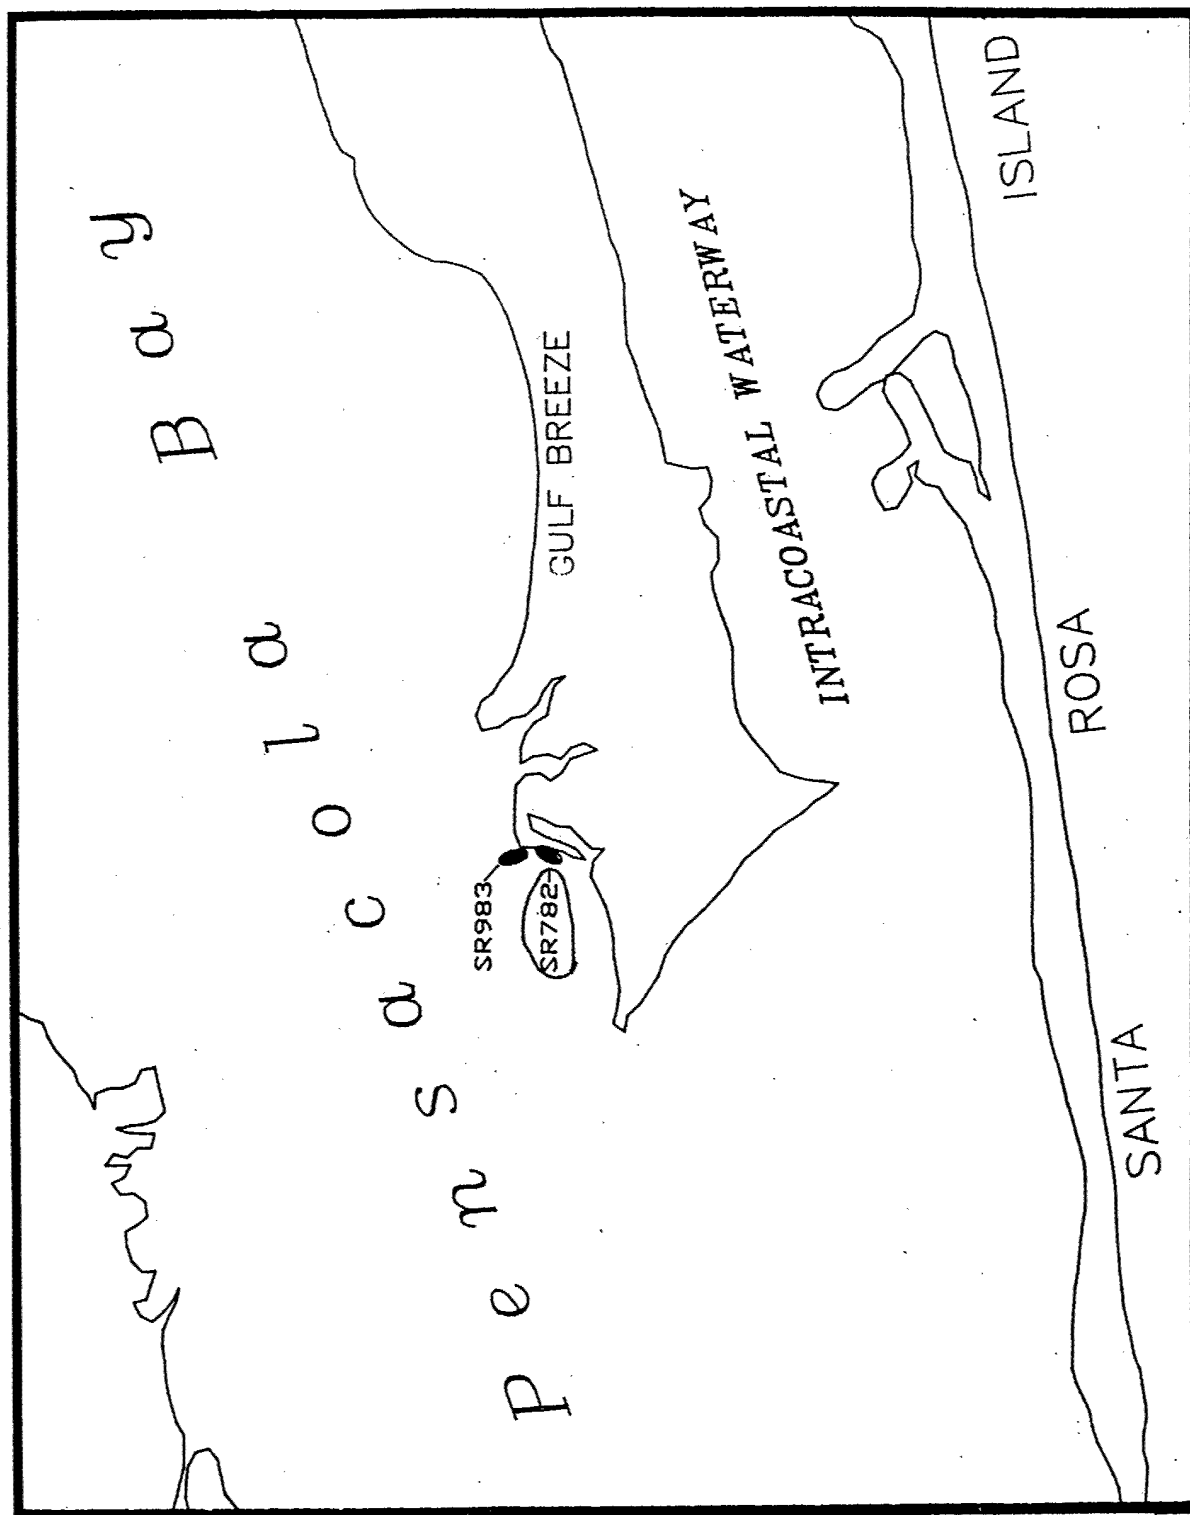 Pensacola Bay
GULF BREEZE
SR983
SR782
INTRACOASTAL WATERWAY
SANTA ROSA ISLAND